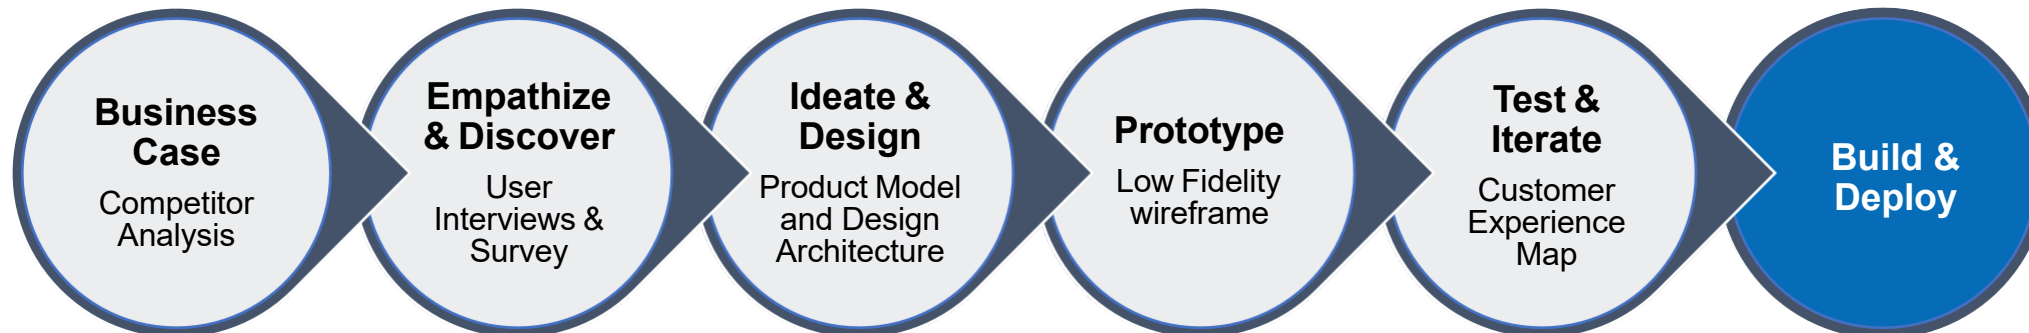 Business
Case
Competitor
Analysis
Empathize
& Discover
User
Interviews &
Survey
Ideate &
Design
Product Model
and Design
Architecture
Prototype
Low Fidelity
wireframe
Test &
Iterate
Customer
Experience
Map
Build &
Deploy